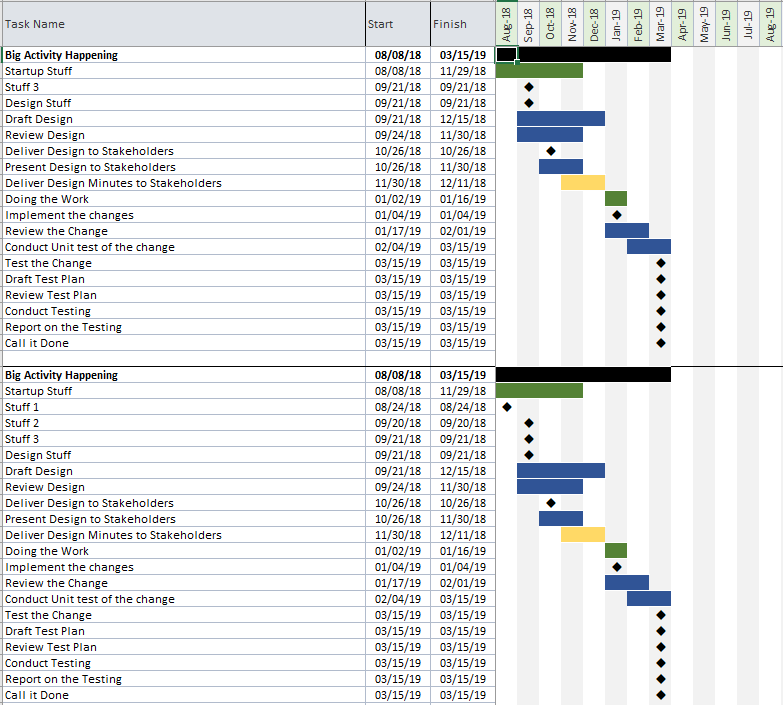 Task Name Start Finish Aug-18 Sep-18 Oct-18 Nov-18 Dec-18 Jan-19 Feb-19 Mar-19 Apr-19 May-19 Jun-19 Jul-19 Aug-19
Big Activity Happening 08/08/18 03/15/19
Startup Stuff 08/08/18 11/29/18
Stuff 3 09/21/18 09/21/18
Design Stuff 09/21/18 09/21/18
Draft Design 09/21/18 12/15/18
Review Design 09/24/18 11/30/18
Deliver Design to Stakeholders 10/26/18 10/26/18
Present Design to Stakeholders 10/26/18 11/30/18
Deliver Design Minutes to Stakeholders 11/30/18 12/11/18
Doing the Work 01/02/19 01/16/19
Implement the changes 01/04/19 01/04/19
Review the Change 01/17/19 02/01/19
Conduct Unit test of the change 02/04/19 03/15/19
Test the Change 03/15/19 03/15/19
Draft Test Plan 03/15/19 03/15/19
Review Test Plan 03/15/19 03/15/19
Conduct Testing 03/15/19 03/15/19
Report on the Testing 03/15/19 03/15/19
Call it Done 03/15/19 03/15/19
Big Activity Happening 08/08/18 03/15/19
Startup Stuff 08/08/18 11/29/18
Stuff 1 08/24/18 08/24/18
Stuff 2 09/20/18 09/20/18
Stuff 3 09/21/18 09/21/18
Design Stuff 09/21/18 09/21/18
Draft Design 09/21/18 12/15/18
Review Design 09/24/18 11/30/18
Deliver Design to Stakeholders 10/26/18 10/26/18
Present Design to Stakeholders 10/26/18 11/30/18
Deliver Design Minutes to Stakeholders 11/30/18 12/11/18
Doing the Work 01/02/19 01/16/19
Implement the changes 01/04/19 01/04/19
Review the Change 01/17/19 02/01/19
Conduct Unit test of the change 02/04/19 03/15/19
Test the Change 03/15/19 03/15/19
Draft Test Plan 03/15/19 03/15/19
Review Test Plan 03/15/19 03/15/19
Conduct Testing 03/15/19 03/15/19
Report on the Testing 03/15/19 03/15/19
Call it Done 03/15/19 03/15/19